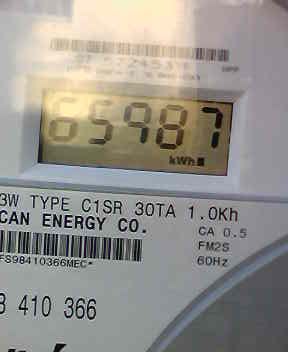 65987
kWh
3W TYPE C1SR 30TA 1.0Kh
CAN ENERGY CO.
CA 0.5
FM2S
60Hz
FS98410366MEC*
8 410 366